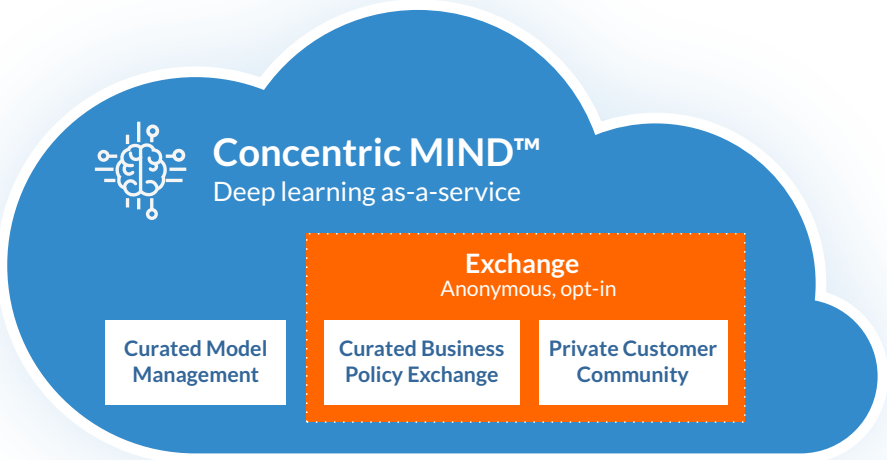 Concentric MIND™
Deep learning as-a-service
Exchange
Anonymous, opt-in
Curated Model
Management
Curated Business
Policy Exchange
Private Customer
Community